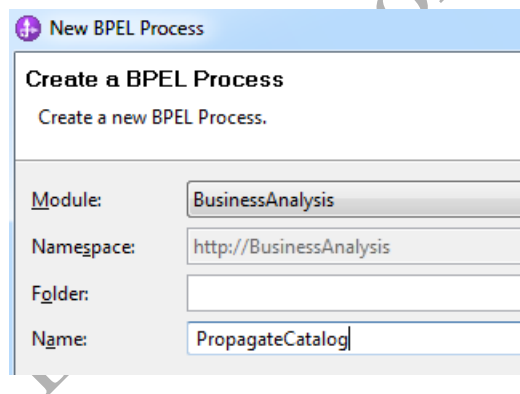 New BPEL Process
Create a BPEL Process
Create a new BPEL Process.
Module: BusinessAnalysis
Namespace: http://BusinessAnalysis
Folder:
Name: PropagateCatalog